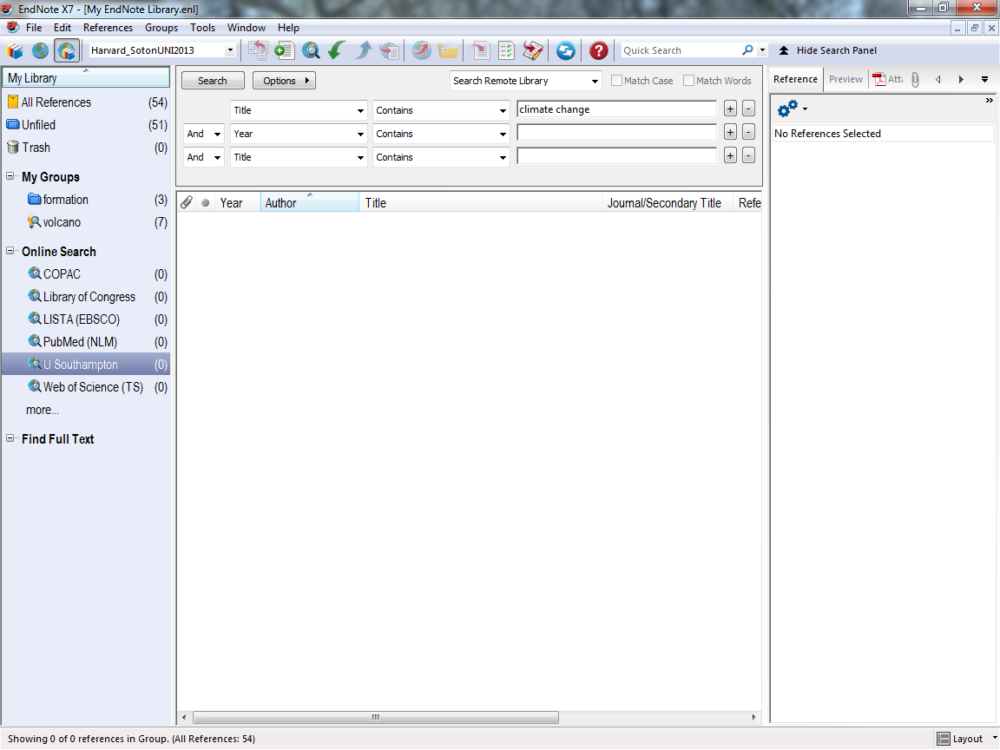 EndNote X7 - [My EndNote Library.enl]
File Edit References Groups Tools Window Help
Harvard_SotonUNI2013
Quick Search
Hide Search Panel
My Library
All References (54)
Unfiled (51)
Trash (0)
My Groups
formation (3)
volcano (7)
Online Search
COPAC (0)
Library of Congress (0)
LISTA (EBSCO) (0)
PubMed (NLM) (0)
U Southampton (0)
Web of Science (TS) (0)
more...
Find Full Text
Search Options Search Remote Library Match Case Match Words
Title Contains climate change + -
And Year Contains + -
And Title Contains + -
Year Author Title Journal/Secondary Title Refe
Reference Preview Atta
No References Selected
Showing 0 of 0 references in Group. (All References: 54)
Layout